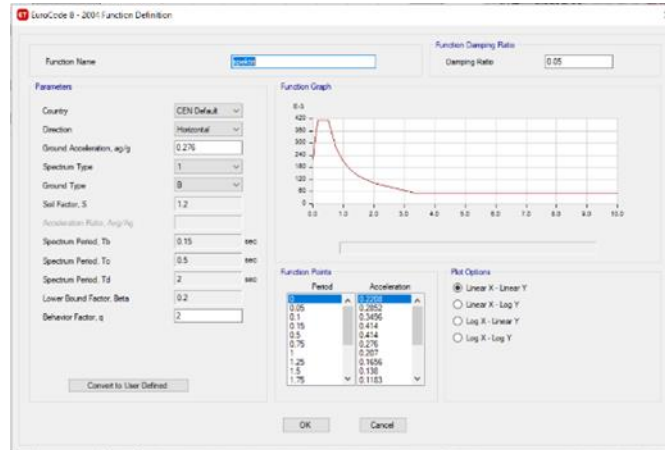 EuroCode 8 - 2004 Function Definition
Function Name
Function Damping Ratio
Damping Ratio 0.05
Parameters
Country CEN Default
Direction Horizontal
Ground Acceleration, ag/g 0.276
Spectrum Type 1
Ground Type B
Soil Factor, S 1.2
Acceleration Ratio, Avg/Ag
Spectrum Period, Tb 0.15 sec
Spectrum Period, Tc 0.5 sec
Spectrum Period, Td 2 sec
Lower Bound Factor, Beta 0.2
Behavior Factor, q 2
Convert to User Defined
Function Graph
E-3
420
360
300
240
180
120
60
0
0.0 1.0 2.0 3.0 4.0 5.0 6.0 7.0 8.0 9.0 10.0
Function Points
Period Acceleration
0 0.2208
0.05 0.2852
0.1 0.3496
0.15 0.414
0.5 0.414
0.75 0.276
1 0.207
1.25 0.1656
1.5 0.138
1.75 0.1183
Plot Options
Linear X - Linear Y
Linear X - Log Y
Log X - Linear Y
Log X - Log Y
OK Cancel